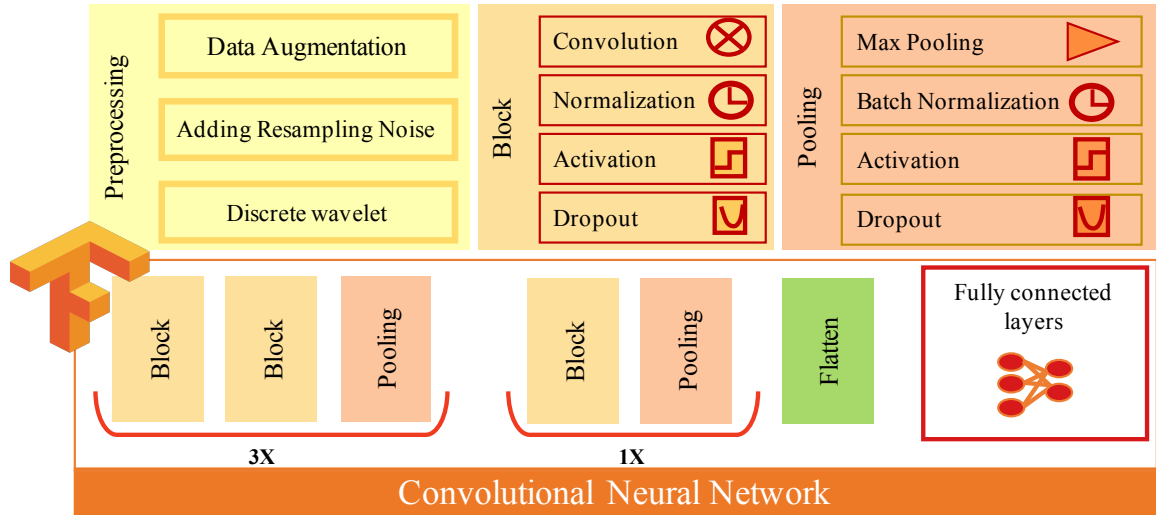 Preprocessing
Data Augmentation
Adding Resampling Noise
Discrete wavelet
Block
Convolution
Normalization
Activation
Dropout
Pooling
Max Pooling
Batch Normalization
Activation
Dropout
Block
Block
Pooling
3X
Block
Pooling
1X
Flatten
Fully connected
layers
Convolutional Neural Network